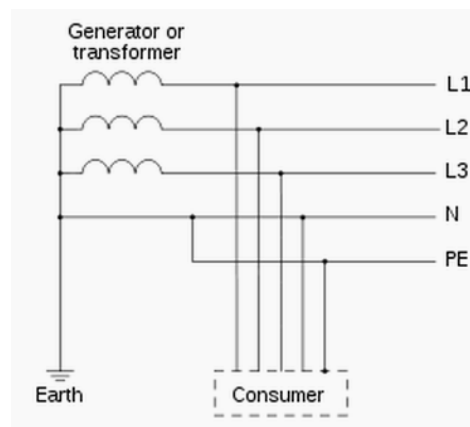 Generator or
transformer
L1
L2
L3
N
PE
Earth
Consumer